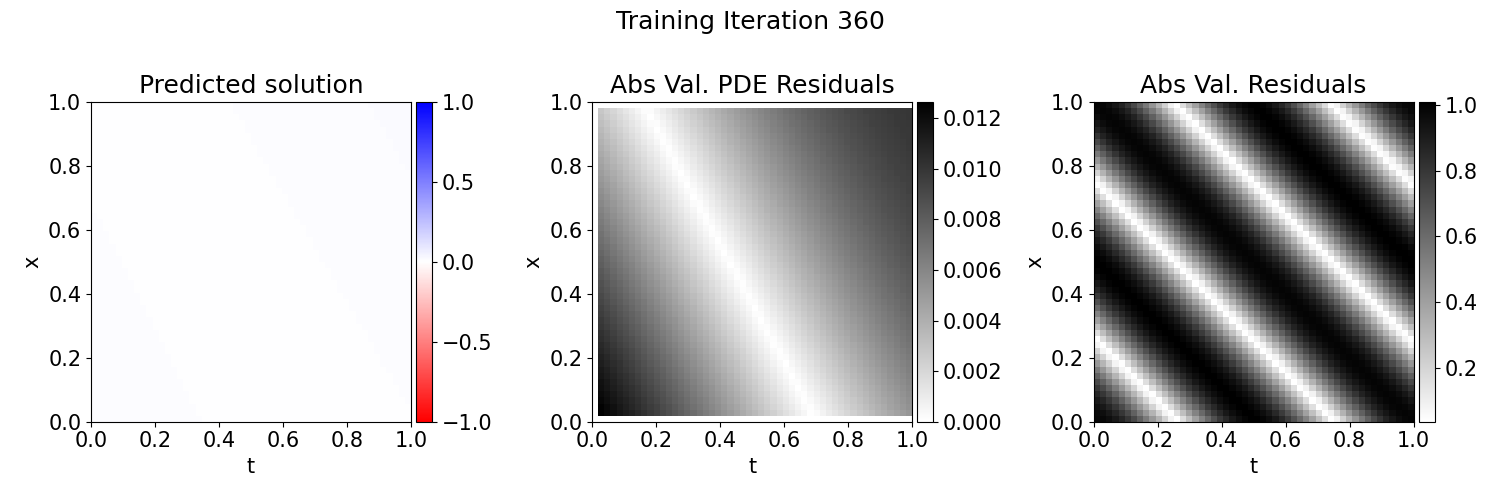 Training Iteration 360
Predicted solution
1.0
0.8
0.6
0.4
0.2
0.0
x
0.0 0.2 0.4 0.6 0.8 1.0
t
1.0
0.5
0.0
−0.5
−1.0
Abs Val. PDE Residuals
1.0
0.8
0.6
0.4
0.2
0.0
x
0.0 0.2 0.4 0.6 0.8 1.0
t
0.012
0.010
0.008
0.006
0.004
0.002
0.000
Abs Val. Residuals
1.0
0.8
0.6
0.4
0.2
0.0
x
0.0 0.2 0.4 0.6 0.8 1.0
t
1.0
0.8
0.6
0.4
0.2